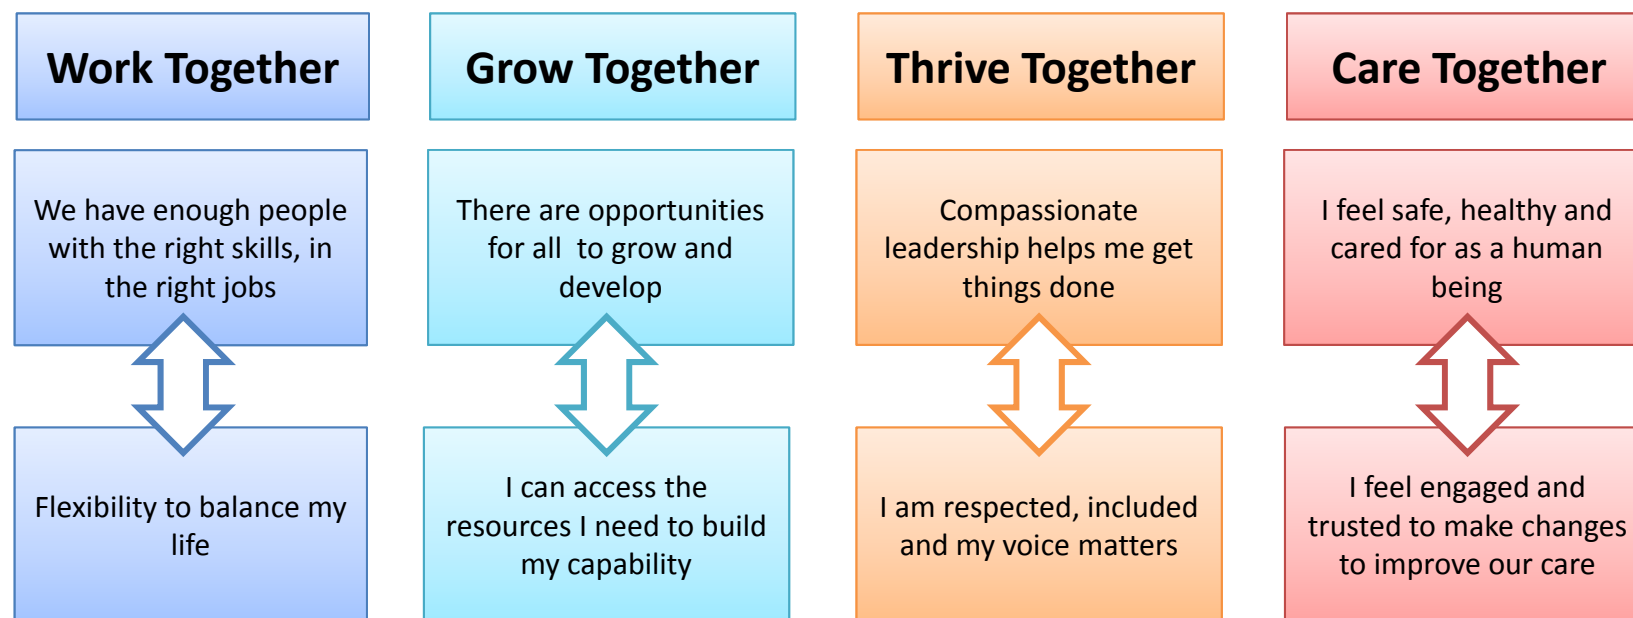 Work Together
Grow Together
Thrive Together
Care Together
We have enough people
with the right skills, in
the right jobs
There are opportunities
for all  to grow and
develop
Compassionate
leadership helps me get
things done
I feel safe, healthy and
cared for as a human
being
Flexibility to balance my
life
I can access the
resources I need to build
my capability
I am respected, included
and my voice matters
I feel engaged and
trusted to make changes
to improve our care